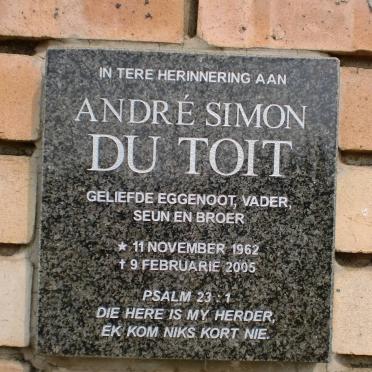 IN TERE HERINNERING AAN
ANDRÉ SIMON
DU TOIT
GELIEFDE EGGENOOT, VADER,
SEUN EN BROER
★ 11 NOVEMBER 1962
✝ 9 FEBRUARIE 2005
PSALM 23 : 1
DIE HERE IS MY HERDER,
EK KOM NIKS KORT NIE.